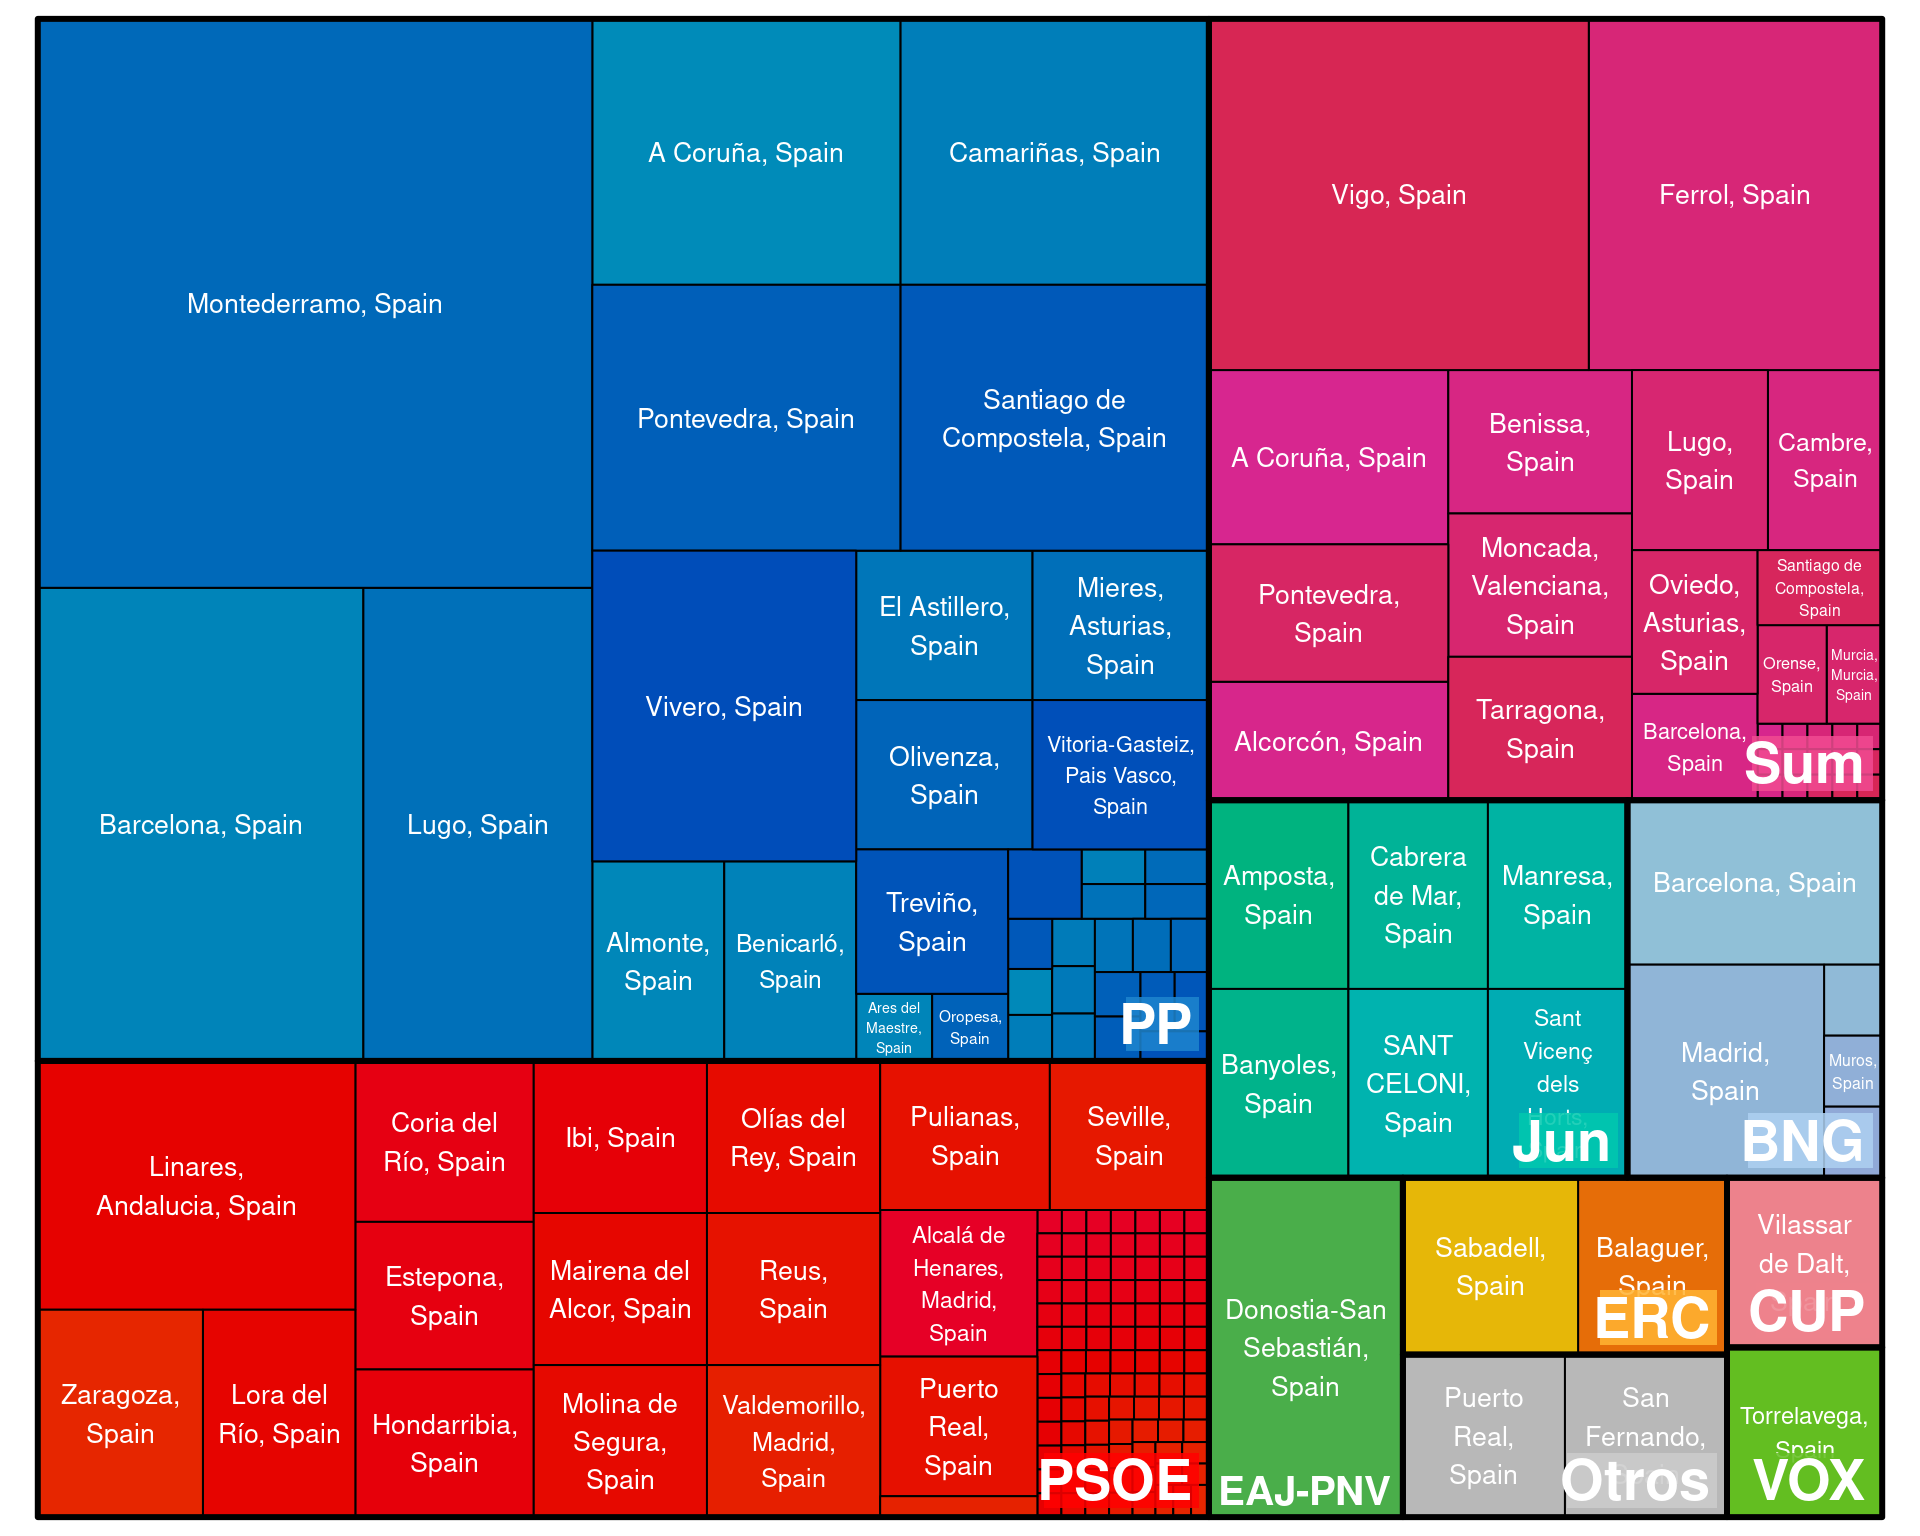 Montederramo, Spain
A Coruña, Spain
Camariñas, Spain
Pontevedra, Spain
Santiago de
Compostela, Spain
Barcelona, Spain
Lugo, Spain
Vivero, Spain
El Astillero,
Spain
Mieres,
Asturias,
Spain
Olivenza,
Spain
Vitoria-Gasteiz,
Pais Vasco,
Spain
Almonte,
Spain
Benicarló,
Spain
Treviño,
Spain
Ares del
Maestre,
Spain
Oropesa,
Spain
PP
Vigo, Spain
Ferrol, Spain
A Coruña, Spain
Pontevedra,
Spain
Alcorcón, Spain
Benissa,
Spain
Moncada,
Valenciana,
Spain
Tarragona,
Spain
Lugo,
Spain
Cambre,
Spain
Oviedo,
Asturias,
Spain
Santiago de
Compostela,
Spain
Orense,
Spain
Murcia,
Murcia,
Spain
Barcelona,
Spain
Sum
Linares,
Andalucia, Spain
Zaragoza,
Spain
Lora del
Río, Spain
Coria del
Río, Spain
Estepona,
Spain
Hondarribia,
Spain
Ibi, Spain
Mairena del
Alcor, Spain
Molina de
Segura,
Spain
Olías del
Rey, Spain
Reus,
Spain
Valdemorillo,
Madrid,
Spain
Pulianas,
Spain
Seville,
Spain
Alcalá de
Henares,
Madrid,
Spain
Puerto
Real,
Spain
PSOE
Amposta,
Spain
Cabrera
de Mar,
Spain
Manresa,
Spain
Banyoles,
Spain
SANT
CELONI,
Spain
Sant
Vicenç
dels
Horts,
Jun
Barcelona, Spain
Madrid,
Spain
Muros,
Spain
BNG
Donostia-San
Sebastián,
Spain
EAJ-PNV
Sabadell,
Spain
Balaguer,
Spain
ERC
Vilassar
de Dalt,
Spain
CUP
Puerto
Real,
Spain
San
Fernando,
Otros
Torrelavega,
Spain
VOX